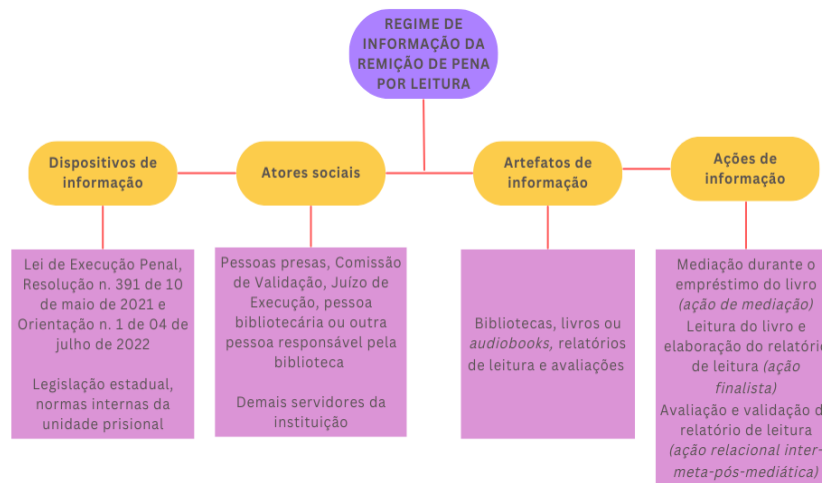 REGIME DE
INFORMAÇÃO DA
REMIÇÃO DE PENA
POR LEITURA
Dispositivos de
informação
Atores sociais
Artefatos de
informação
Ações de
informação
Lei de Execução Penal,
Resolução n. 391 de 10
de maio de 2021 e
Orientação n. 1 de 04 de
julho de 2022
Legislação estadual,
normas internas da
unidade prisional
Pessoas presas, Comissão
de Validação, Juízo de
Execução, pessoa
bibliotecária ou outra
pessoa responsável pela
biblioteca
Demais servidores da
instituição
Bibliotecas, livros ou
audiobooks, relatórios
de leitura e avaliações
Mediação durante o
empréstimo do livro
(ação de mediação)
Leitura do livro e
elaboração do relatório
de leitura (ação
finalista)
Avaliação e validação d
relatório de leitura
(ação relacional inter-
meta-pós-mediática)